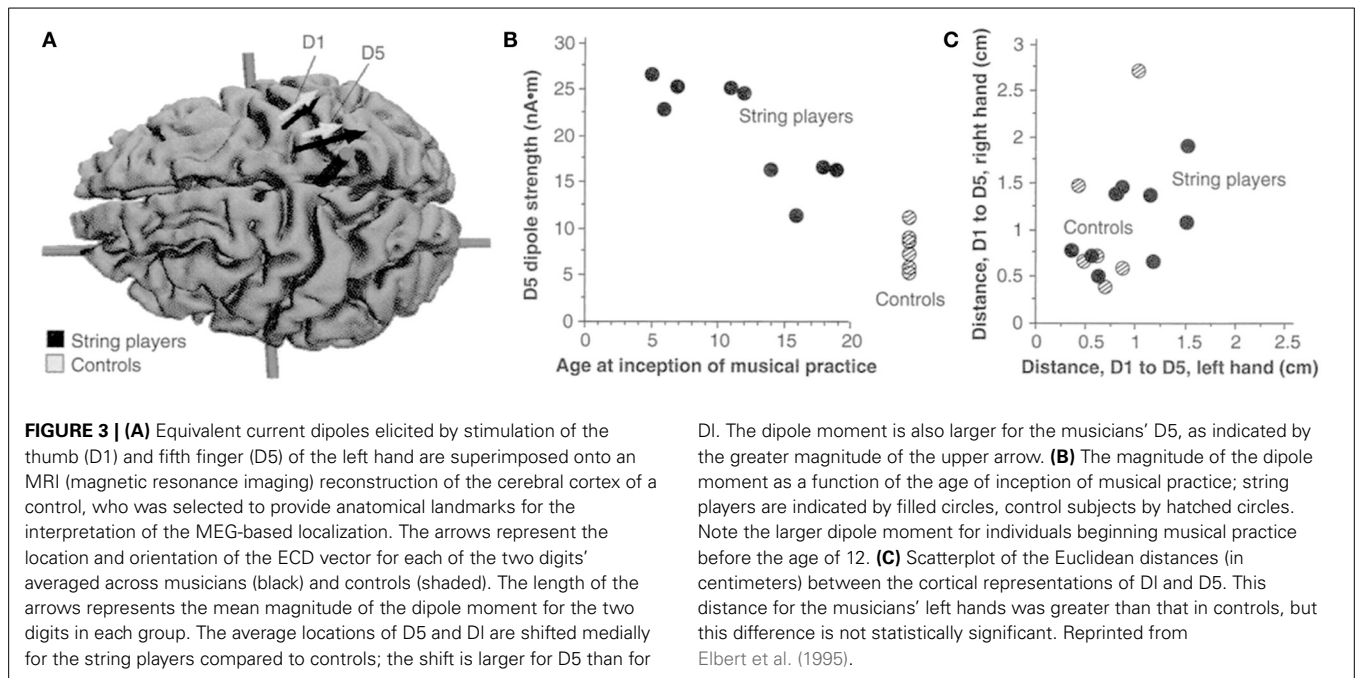 A
D1
D5
String players
Controls
B
30
25
20
15
10
5
0
D5 dipole strength (nA•m)
String players
Controls
0 5 10 15 20
Age at inception of musical practice
C
3
2.5
2
1.5
1
0.5
0
Distance, D1 to D5, right hand (cm)
String players
Controls
0 0.5 1 1.5 2 2.5
Distance, D1 to D5, left hand (cm)
FIGURE 3 | (A) Equivalent current dipoles elicited by stimulation of the
thumb (D1) and fifth finger (D5) of the left hand are superimposed onto an
MRI (magnetic resonance imaging) reconstruction of the cerebral cortex of a
control, who was selected to provide anatomical landmarks for the
interpretation of the MEG-based localization. The arrows represent the
location and orientation of the ECD vector for each of the two digits'
averaged across musicians (black) and controls (shaded). The length of the
arrows represents the mean magnitude of the dipole moment for the two
digits in each group. The average locations of D5 and DI are shifted medially
for the string players compared to controls; the shift is larger for D5 than for
DI. The dipole moment is also larger for the musicians' D5, as indicated by
the greater magnitude of the upper arrow. (B) The magnitude of the dipole
moment as a function of the age of inception of musical practice; string
players are indicated by filled circles, control subjects by hatched circles.
Note the larger dipole moment for individuals beginning musical practice
before the age of 12. (C) Scatterplot of the Euclidean distances (in
centimeters) between the cortical representations of DI and D5. This
distance for the musicians' left hands was greater than that in controls, but
this difference is not statistically significant. Reprinted from
Elbert et al. (1995).